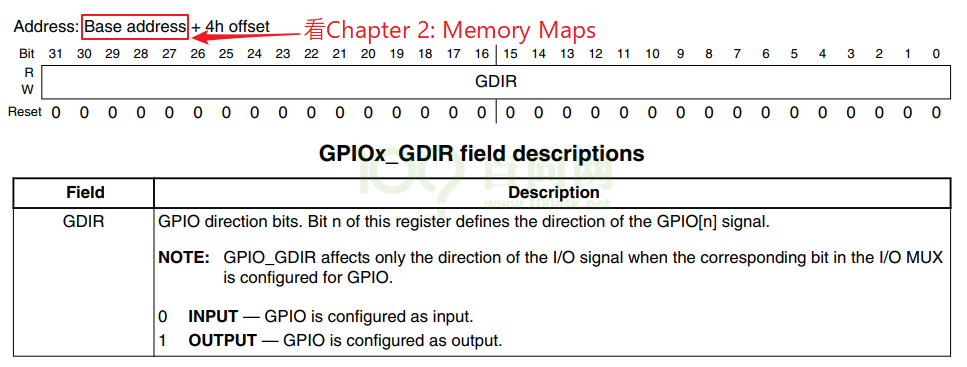 Address: Base address + 4h offset
看Chapter 2: Memory Maps
Bit 31 30 29 28 27 26 25 24 23 22 21 20 19 18 17 16 15 14 13 12 11 10 9 8 7 6 5 4 3 2 1 0
R
GDIR
W
Reset 0 0 0 0 0 0 0 0 0 0 0 0 0 0 0 0 0 0 0 0 0 0 0 0 0 0 0 0 0 0 0 0
GPIOx_GDIR field descriptions
Field Description
GDIR GPIO direction bits. Bit n of this register defines the direction of the GPIO[n] signal.
NOTE: GPIO_GDIR affects only the direction of the I/O signal when the corresponding bit in the I/O MUX
is configured for GPIO.
0 INPUT — GPIO is configured as input.
1 OUTPUT — GPIO is configured as output.